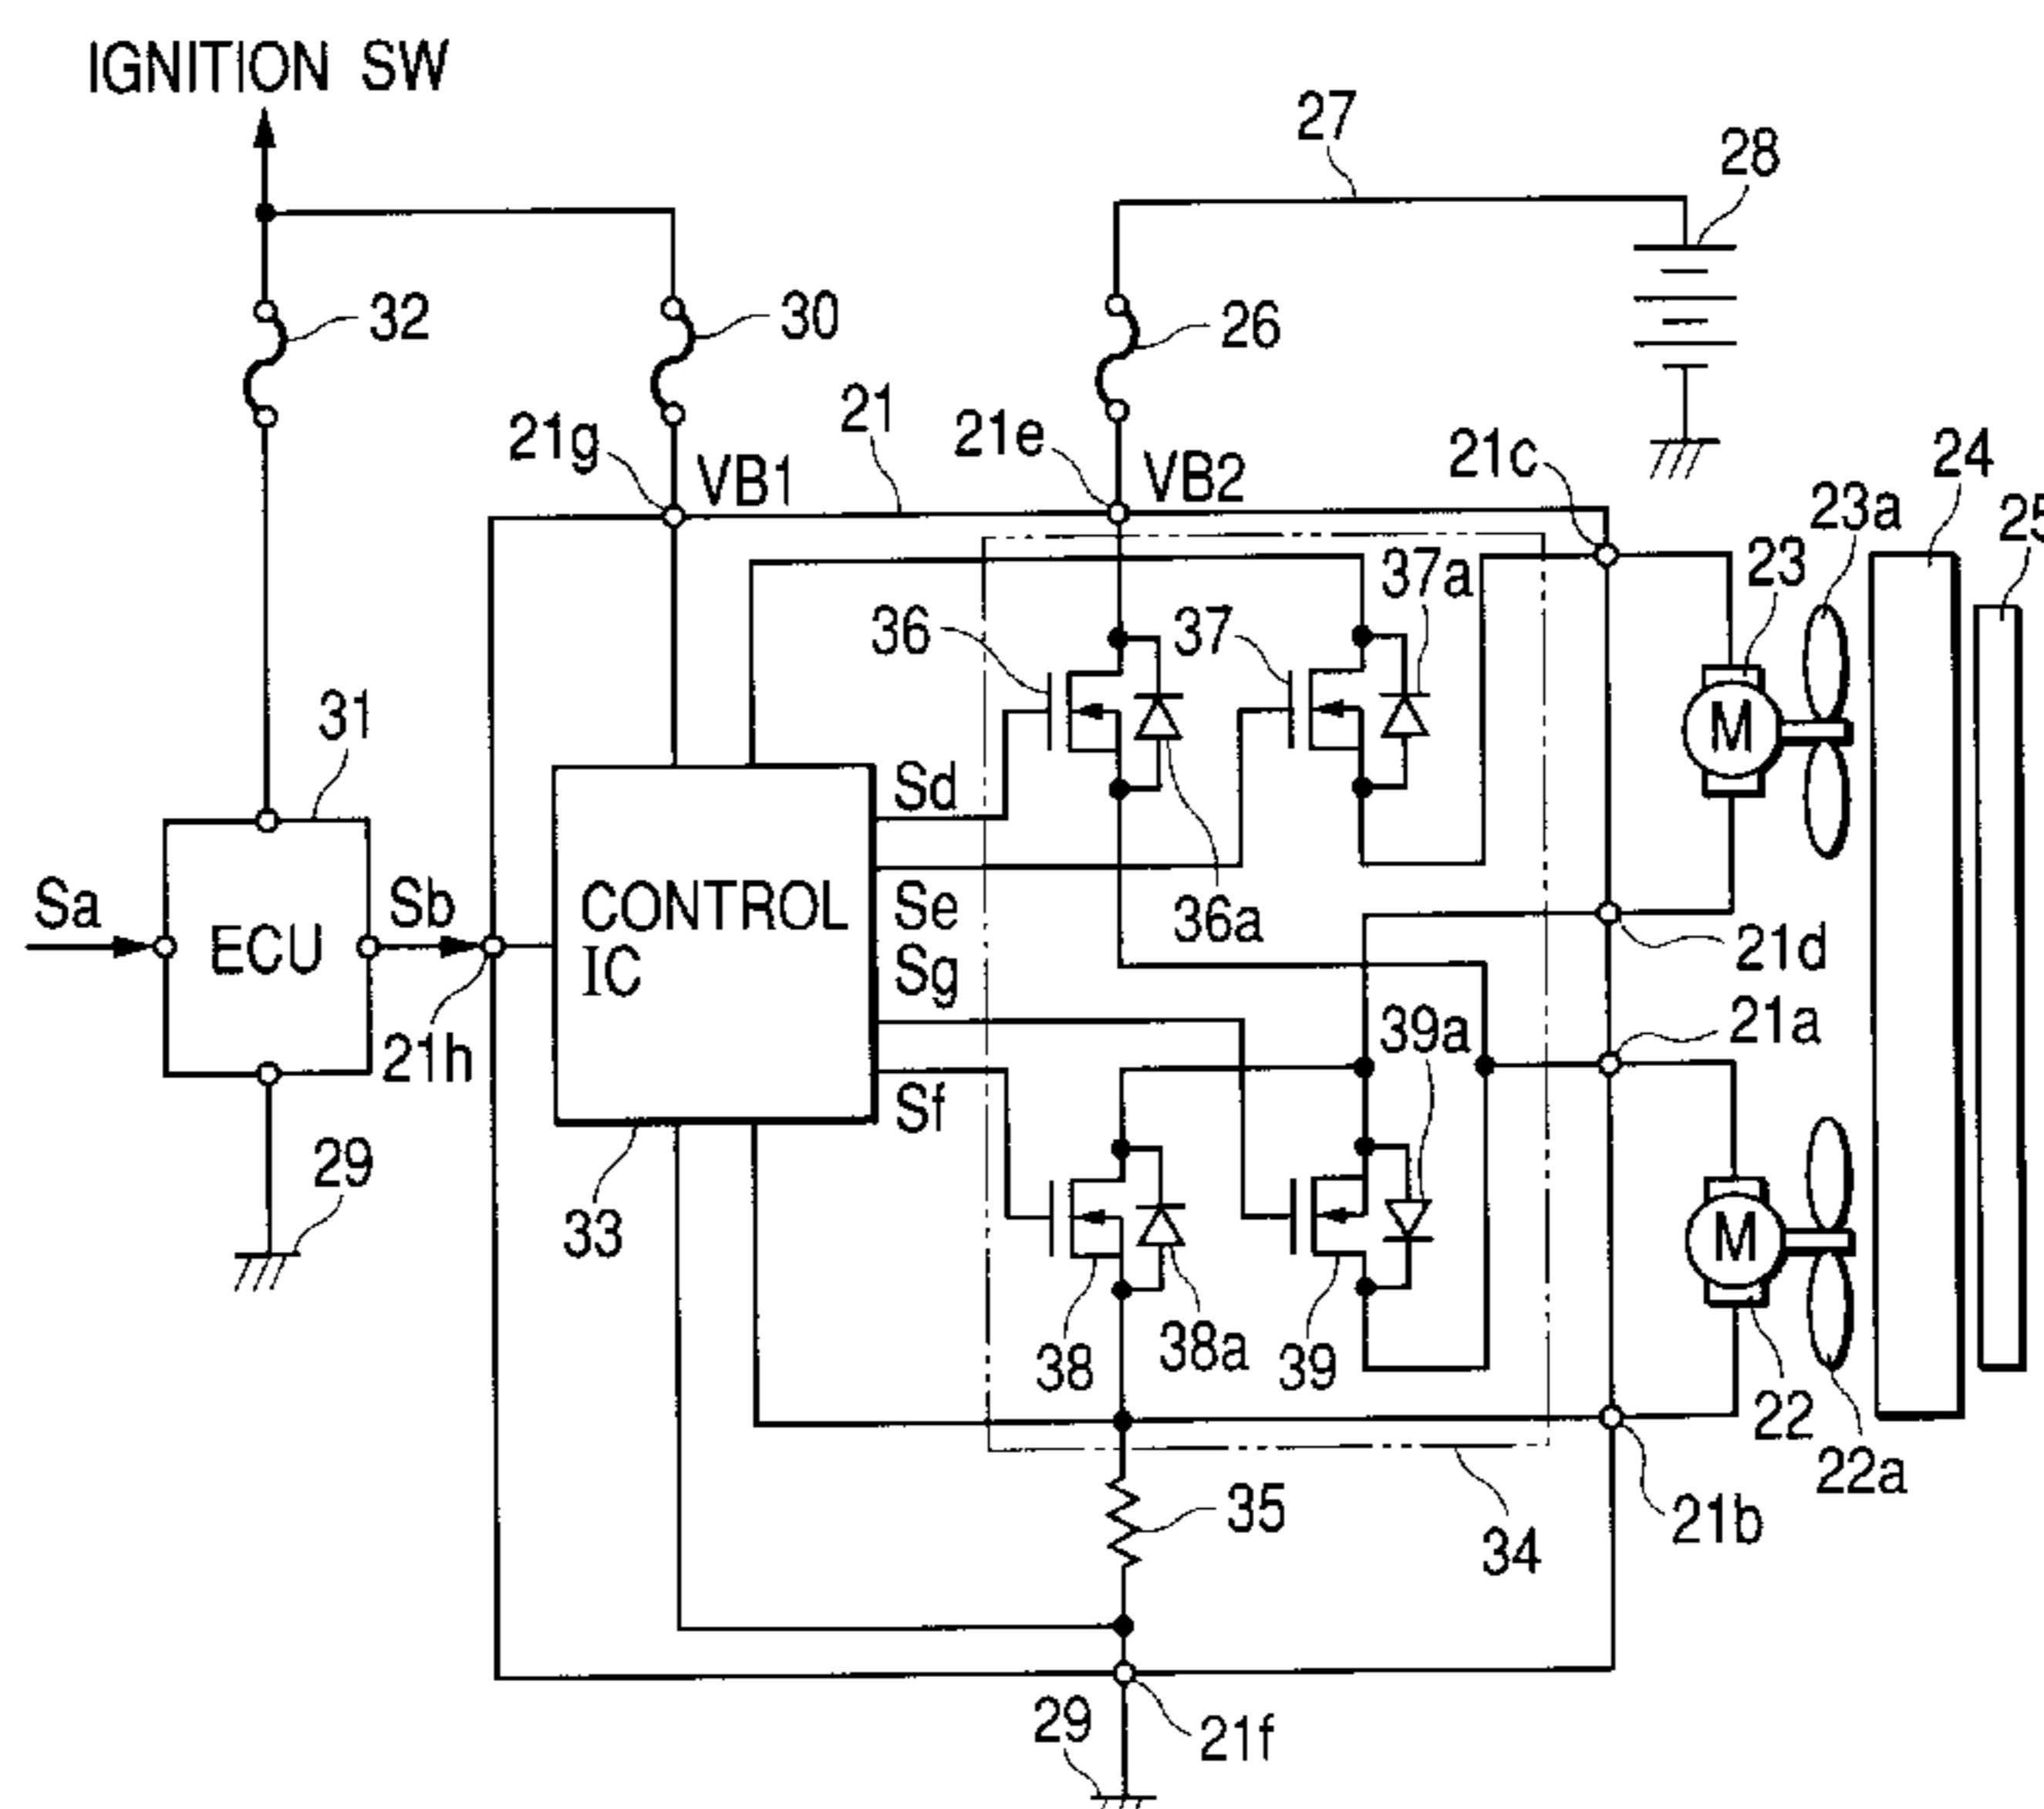 IGNITION SW
27
28
32
30
26
21g
VB1
21
21e
VB2
21c
24
23a
25
37a
23
36
37
31
M
Sd
Sa
ECU
Sb
CONTROL
IC
Se
Sg
36a
21d
21h
39a
21a
Sf
29
33
M
38
38a
39
22
22a
35
34
21b
29
21f